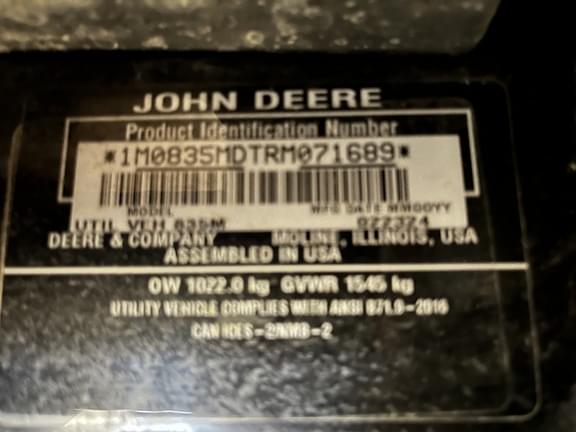 JOHN DEERE
Product Identification Number
*1M0835MDTRM071689*
MODEL MFG DATE MMDDYY
UTIL VEH 835M 022324
DEERE & COMPANY MOLINE, ILLINOIS, USA
ASSEMBLED IN USA
OW 1022.0 kg GVWR 1545 kg
UTILITY VEHICLE COMPLIES WITH ANSI B71.9-2016
CAN ICES-2/NMB-2